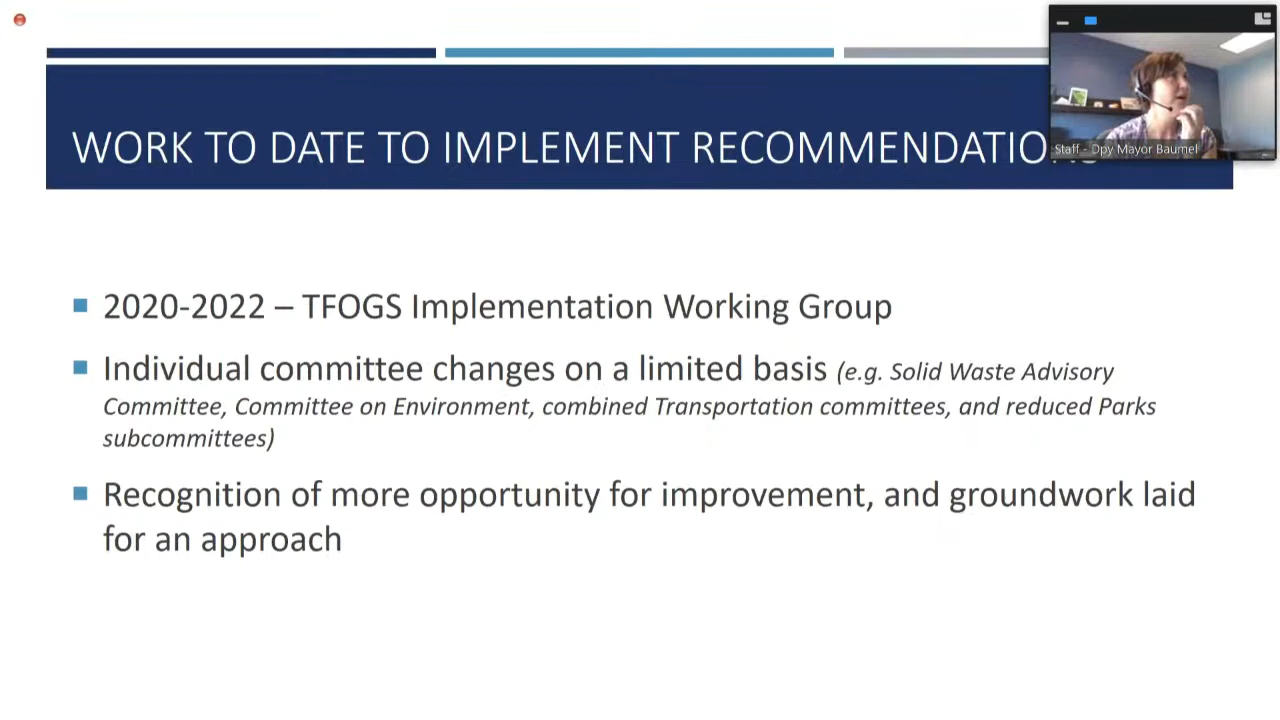 WORK TO DATE TO IMPLEMENT RECOMMENDATIONS
Staff - Dpy Mayor Baumel
2020-2022 – TFOGS Implementation Working Group
Individual committee changes on a limited basis (e.g. Solid Waste Advisory
Committee, Committee on Environment, combined Transportation committees, and reduced Parks
subcommittees)
Recognition of more opportunity for improvement, and groundwork laid
for an approach